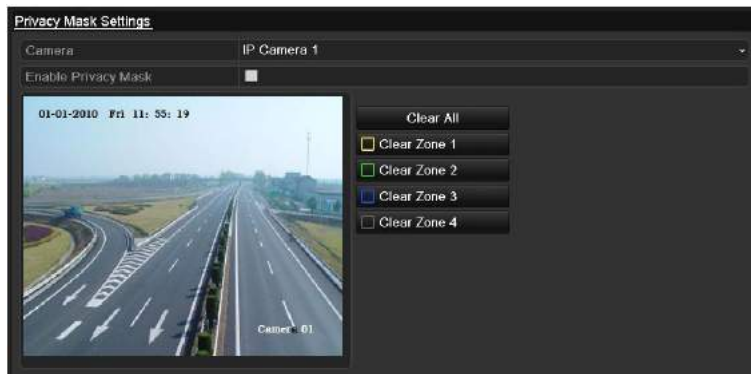 Privacy Mask Settings
Camera IP Camera 1
Enable Privacy Mask
01-01-2010 Fri 11: 55: 19
Clear All
Clear Zone 1
Clear Zone 2
Clear Zone 3
Clear Zone 4
Camera 01